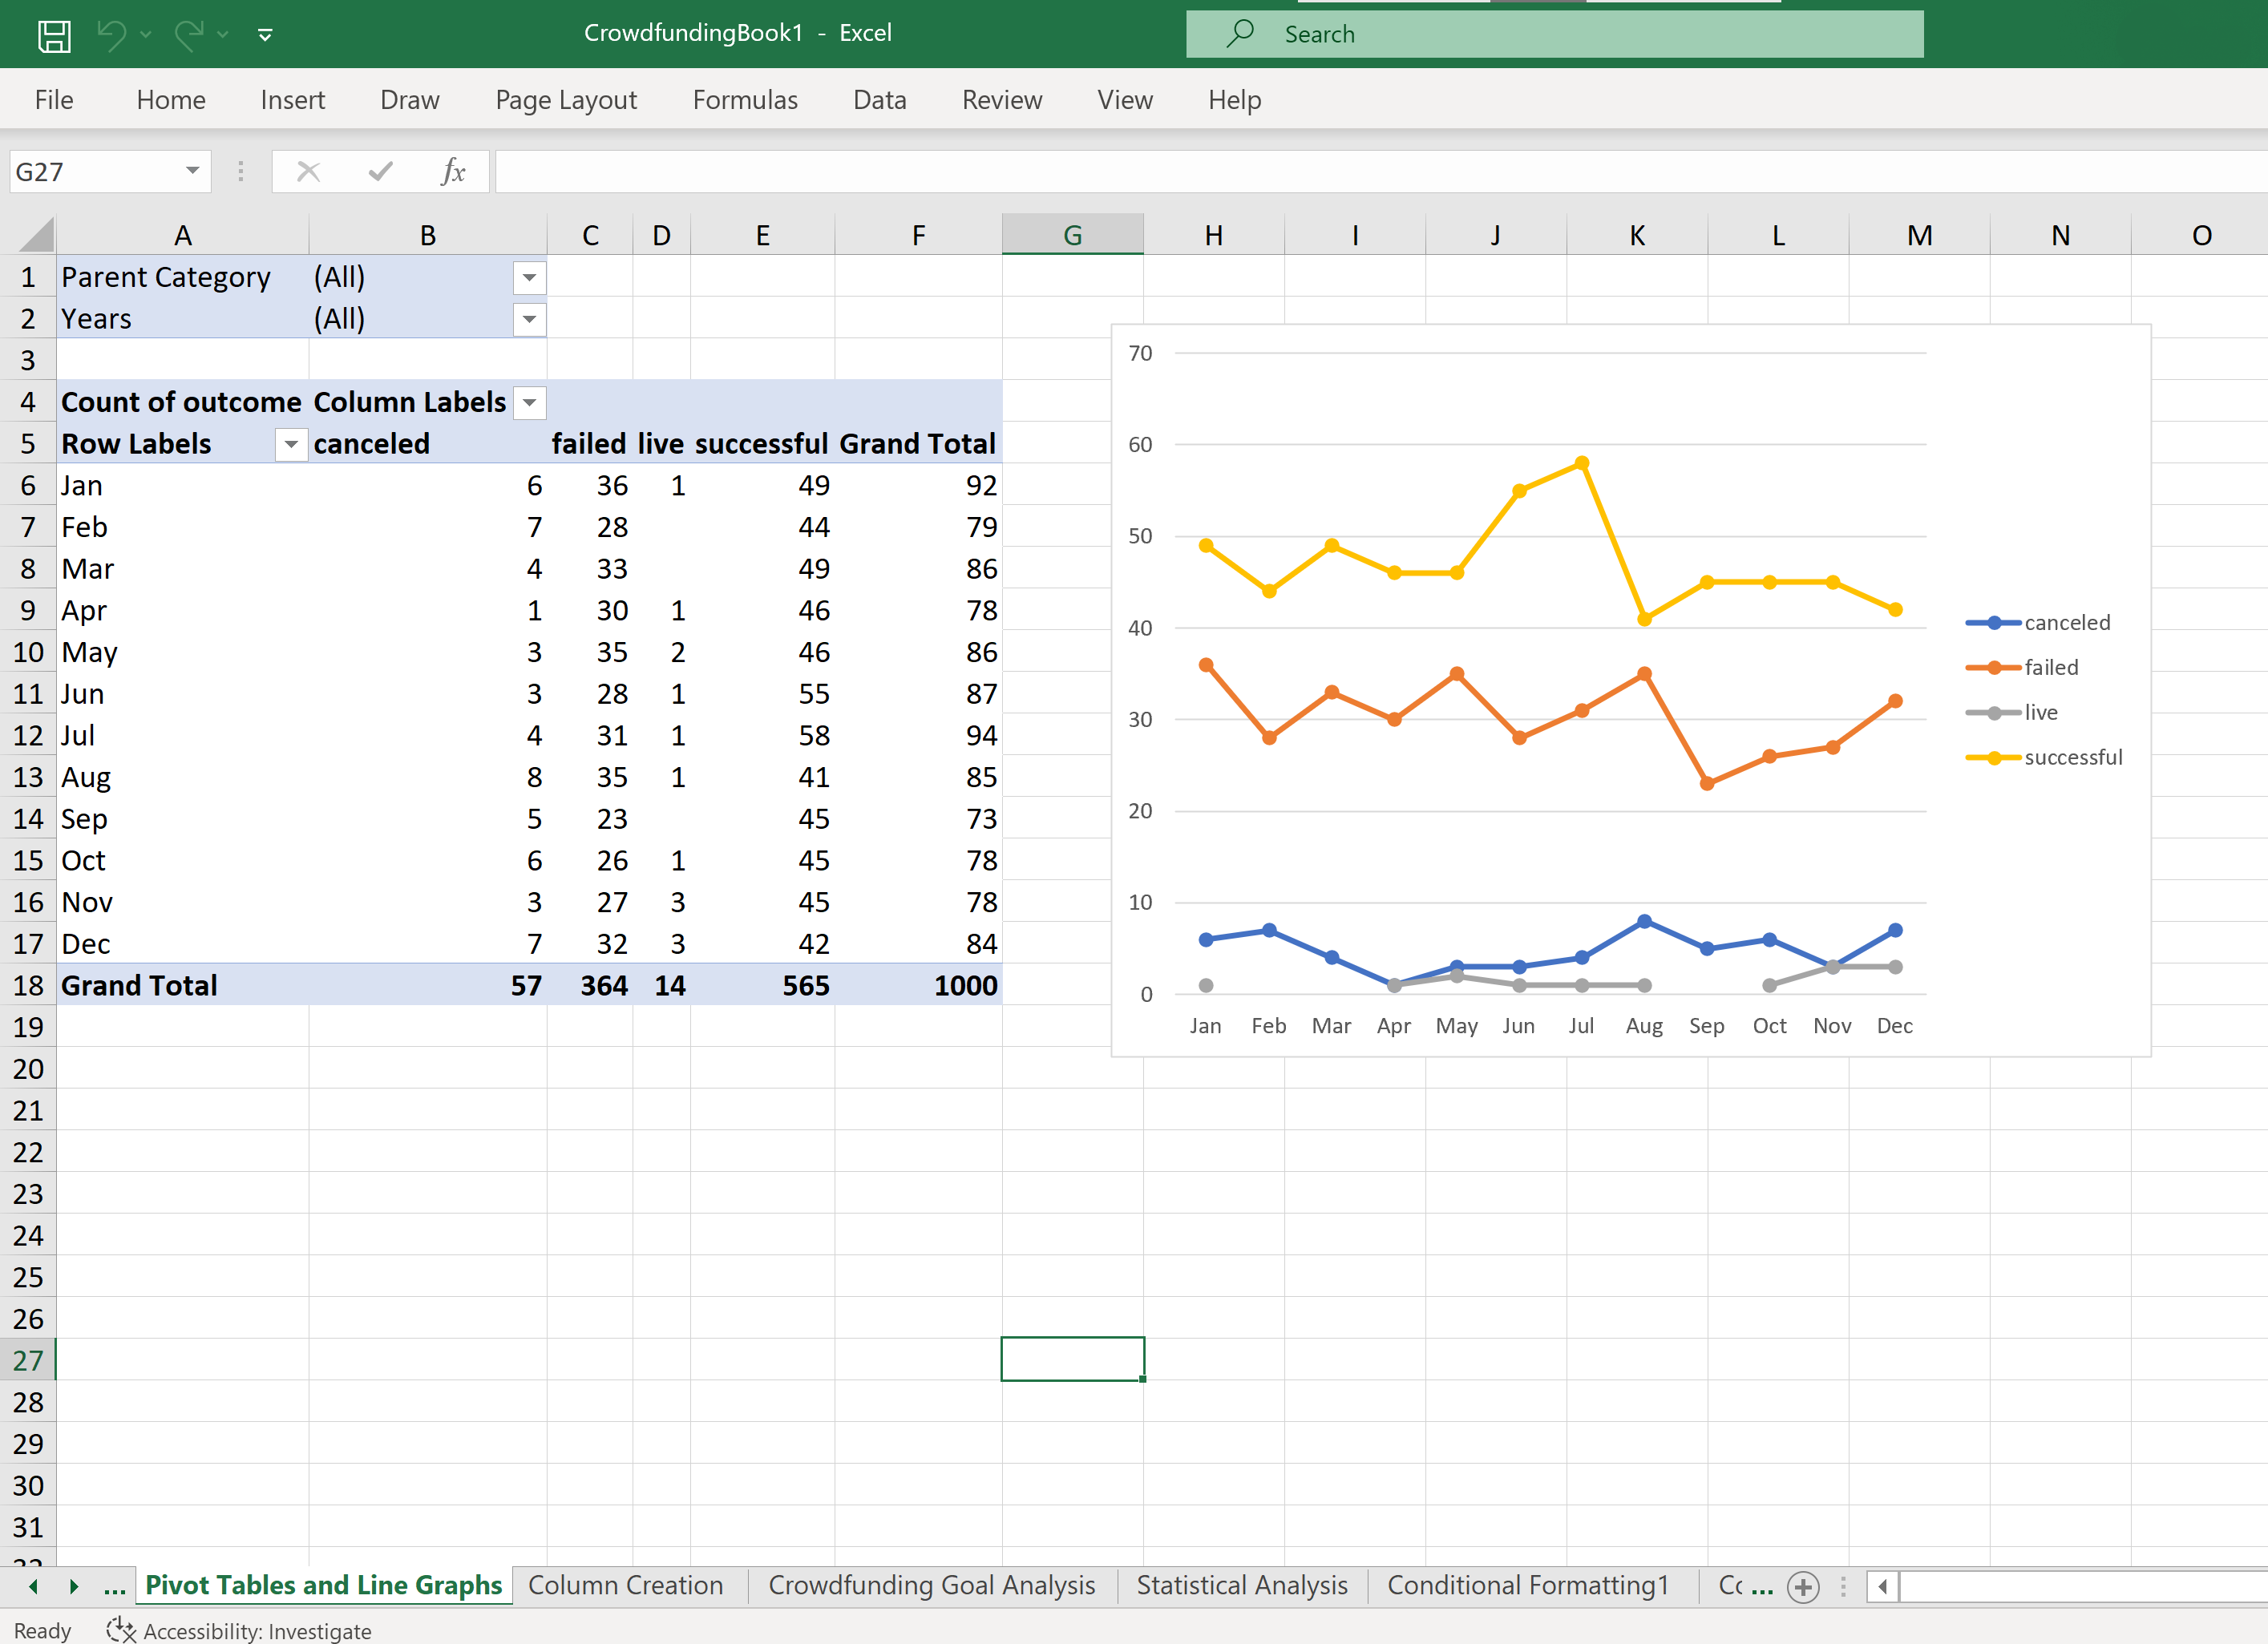 CrowdfundingBook1 - Excel
Search
File Home Insert Draw Page Layout Formulas Data Review View Help
G27 fx
A B C D E F G H I J K L M N O
1 Parent Category (All)
2 Years (All)
3
4 Count of outcome Column Labels
5 Row Labels canceled failed live successful Grand Total
6 Jan 6 36 1 49 92
7 Feb 7 28 44 79
8 Mar 4 33 49 86
9 Apr 1 30 1 46 78
10 May 3 35 2 46 86
11 Jun 3 28 1 55 87
12 Jul 4 31 1 58 94
13 Aug 8 35 1 41 85
14 Sep 5 23 45 73
15 Oct 6 26 1 45 78
16 Nov 3 27 3 45 78
17 Dec 7 32 3 42 84
18 Grand Total 57 364 14 565 1000
19
20
21
22
23
24
25
26
27
28
29
30
31
32
70
60
50
40
30
20
10
0
Jan Feb Mar Apr May Jun Jul Aug Sep Oct Nov Dec
canceled
failed
live
successful
... Pivot Tables and Line Graphs Column Creation Crowdfunding Goal Analysis Statistical Analysis Conditional Formatting1 ...
Ready Accessibility: Investigate